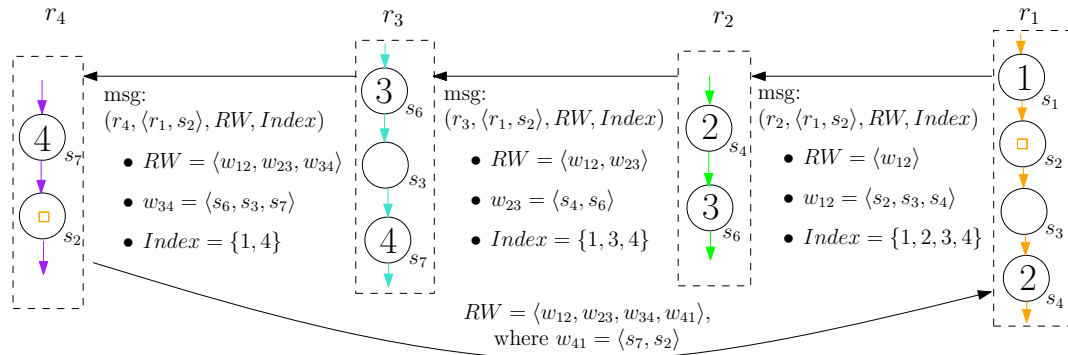 r₄
4
s₇
s₂
msg:
(r₄, ⟨r₁, s₂⟩, RW, Index)
• RW = ⟨w₁₂, w₂₃, w₃₄⟩
• w₃₄ = ⟨s₆, s₃, s₇⟩
• Index = {1, 4}
r₃
3
s₆
s₃
4
s₇
msg:
(r₃, ⟨r₁, s₂⟩, RW, Index)
• RW = ⟨w₁₂, w₂₃⟩
• w₂₃ = ⟨s₄, s₆⟩
• Index = {1, 3, 4}
r₂
2
s₄
3
s₆
msg:
(r₂, ⟨r₁, s₂⟩, RW, Index)
• RW = ⟨w₁₂⟩
• w₁₂ = ⟨s₂, s₃, s₄⟩
• Index = {1, 2, 3, 4}
r₁
1
s₁
s₂
s₃
2
s₄
RW = ⟨w₁₂, w₂₃, w₃₄, w₄₁⟩,
where w₄₁ = ⟨s₇, s₂⟩